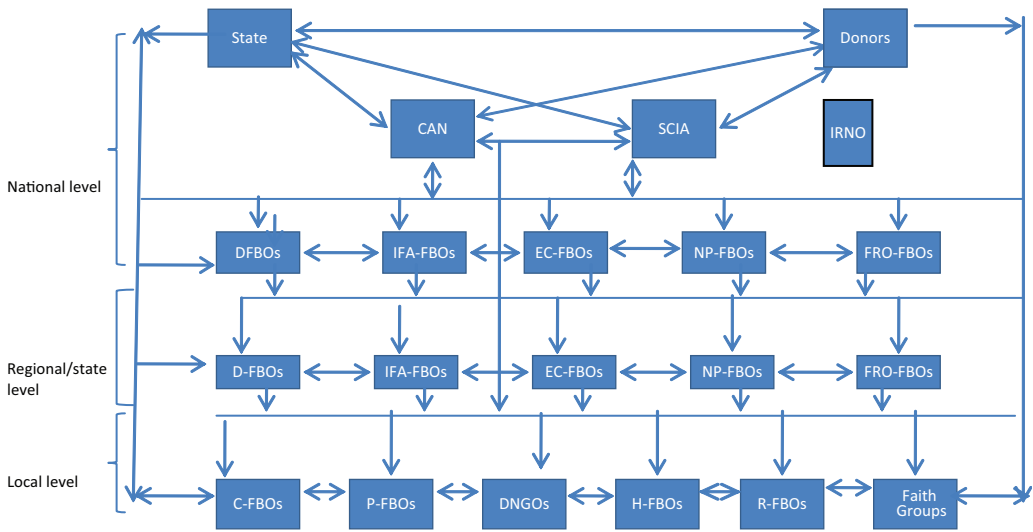 State
Donors
CAN
SCIA
IRNO
National level
DFBOs
IFA-FBOs
EC-FBOs
NP-FBOs
FRO-FBOs
Regional/state
level
D-FBOs
IFA-FBOs
EC-FBOs
NP-FBOs
FRO-FBOs
Local level
C-FBOs
P-FBOs
DNGOs
H-FBOs
R-FBOs
Faith
Groups